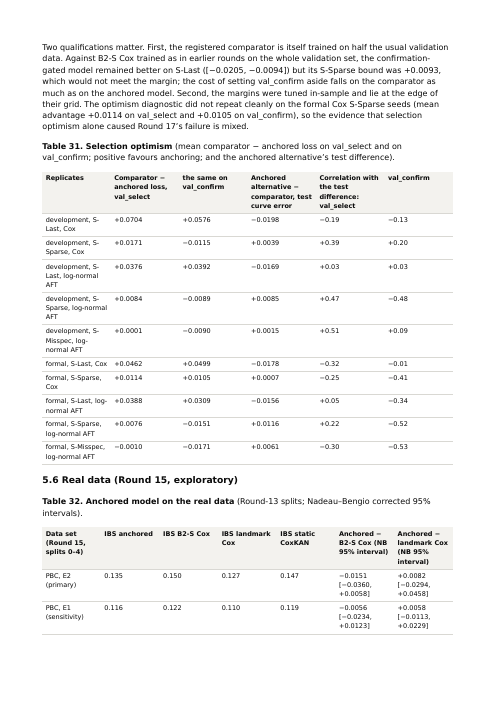 Two qualifications matter. First, the registered comparator is itself trained on half the usual validation
data. Against B2-S Cox trained as in earlier rounds on the whole validation set, the confirmation-
gated model remained better on S-Last ([−0.0205, −0.0094]) but its S-Sparse bound was +0.0093,
which would not meet the margin; the cost of setting val_confirm aside falls on the comparator as
much as on the anchored model. Second, the margins were tuned in-sample and lie at the edge of
their grid. The optimism diagnostic did not repeat cleanly on the formal Cox S-Sparse seeds (mean
advantage +0.0114 on val_select and +0.0105 on val_confirm), so the evidence that selection
optimism alone caused Round 17's failure is mixed.
Table 31. Selection optimism (mean comparator − anchored loss on val_select and on
val_confirm; positive favours anchoring; and the anchored alternative's test difference).
Replicates Comparator − anchored loss, val_select the same on val_confirm Anchored alternative − comparator, test curve error Correlation with the test difference: val_select val_confirm
development, S-Last, Cox +0.0704 +0.0576 −0.0198 −0.19 −0.13
development, S-Sparse, Cox +0.0171 −0.0115 +0.0039 +0.39 +0.20
development, S-Last, log-normal AFT +0.0376 +0.0392 −0.0169 +0.03 +0.03
development, S-Sparse, log-normal AFT +0.0084 −0.0089 +0.0085 +0.47 −0.48
development, S-Misspec, log-normal AFT +0.0001 −0.0090 +0.0015 +0.51 +0.09
formal, S-Last, Cox +0.0462 +0.0499 −0.0178 −0.32 −0.01
formal, S-Sparse, Cox +0.0114 +0.0105 +0.0007 −0.25 −0.41
formal, S-Last, log-normal AFT +0.0388 +0.0309 −0.0156 +0.05 −0.34
formal, S-Sparse, log-normal AFT +0.0076 −0.0151 +0.0116 +0.22 −0.52
formal, S-Misspec, log-normal AFT −0.0010 −0.0171 +0.0061 −0.30 −0.53
5.6 Real data (Round 15, exploratory)
Table 32. Anchored model on the real data (Round-13 splits; Nadeau–Bengio corrected 95%
intervals).
Data set (Round 15, splits 0-4) IBS anchored IBS B2-S Cox IBS landmark Cox IBS static CoxKAN Anchored − B2-S Cox (NB 95% interval) Anchored − landmark Cox (NB 95% interval)
PBC, E2 (primary) 0.135 0.150 0.127 0.147 −0.0151 [−0.0360, +0.0058] +0.0082 [−0.0294, +0.0458]
PBC, E1 (sensitivity) 0.116 0.122 0.110 0.119 −0.0056 [−0.0234, +0.0123] +0.0058 [−0.0113, +0.0229]